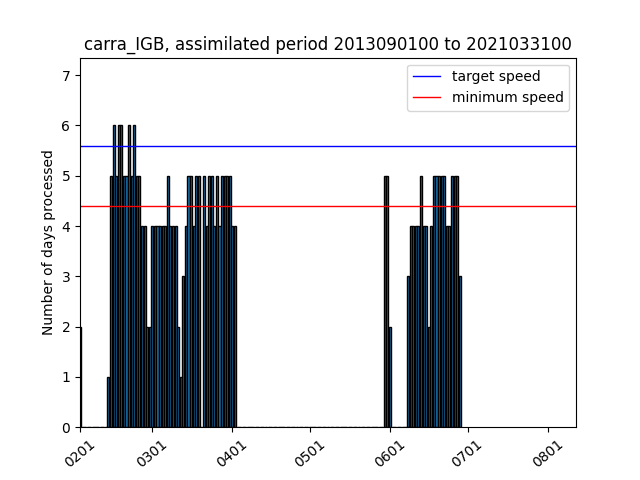 carra_IGB, assimilated period 2013090100 to 2021033100
target speed
minimum speed
Number of days processed
7
6
5
4
3
2
1
0
0201 0301 0401 0501 0601 0701 0801